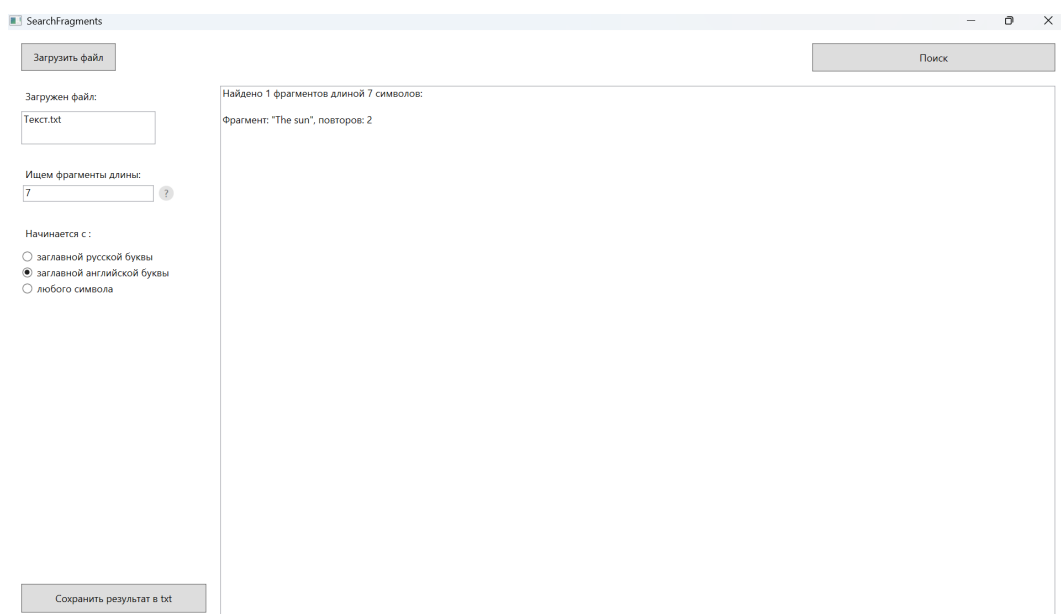 SearchFragments
Загрузить файл
Поиск
Загружен файл:
Текст.txt
Ищем фрагменты длины:
7
?
Начинается с :
заглавной русской буквы
заглавной английской буквы
любого символа
Сохранить результат в txt
Найдено 1 фрагментов длиной 7 символов:
Фрагмент: "The sun", повторов: 2